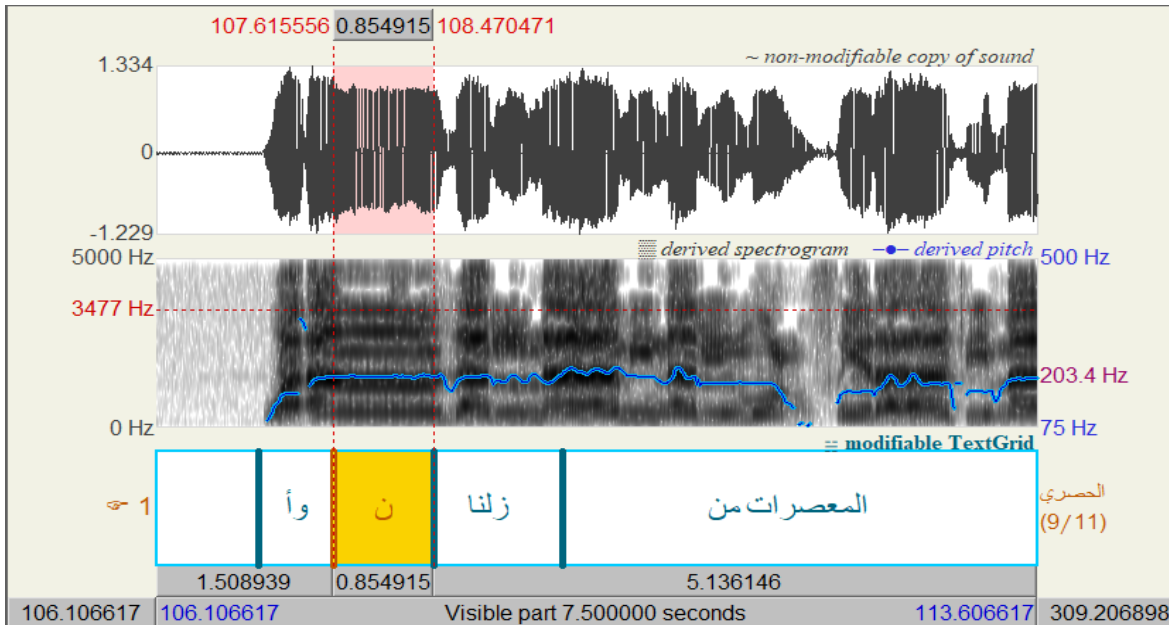 107.615556 0.854915 108.470471
1.334
~ non-modifiable copy of sound
0
-1.229
derived spectrogram derived pitch
5000 Hz
500 Hz
3477 Hz
203.4 Hz
0 Hz
75 Hz
modifiable TextGrid
1
وأ
ن
زلنا
المعصرات من
الحصري
(9/11)
1.508939 0.854915 5.136146
106.106617 106.106617 Visible part 7.500000 seconds 113.606617 309.206898